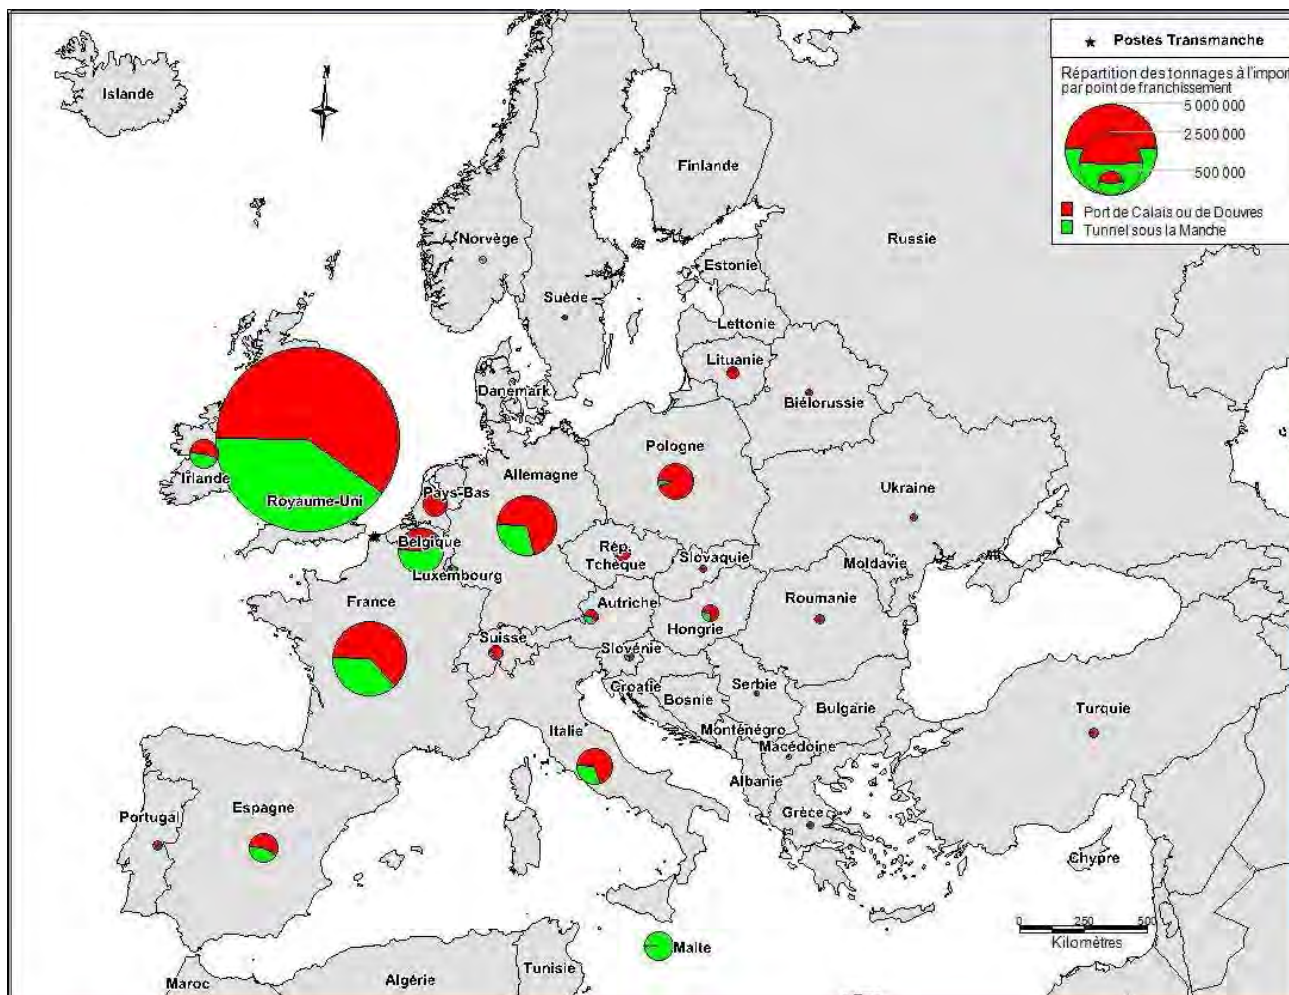 Postes Transmanche
Répartition des tonnages à l'impor
par point de franchissement
5 000 000
2 500 000
500 000
Port de Calais ou de Douvres
Tunnel sous la Manche
N
Islande
Finlande
Norvège
Russie
Estonie
Suède
Lettonie
Lituanie
Danemark
Biélorussie
Pologne
Irlande
Allemagne
Pays-Bas
Royaume-Uni
Ukraine
Belgique
Rép.
Tchèque
Slovaquie
Luxembourg
Moldavie
France
Autriche
Roumanie
Hongrie
Suisse
Slovénie
Croatie
Serbie
Bosnie
Bulgarie
Turquie
Italie
Monténégro
Macédoine
Albanie
Portugal
Espagne
Grèce
Chypre
0 250 500
Kilomètres
Malte
Tunisie
Algérie
Maroc